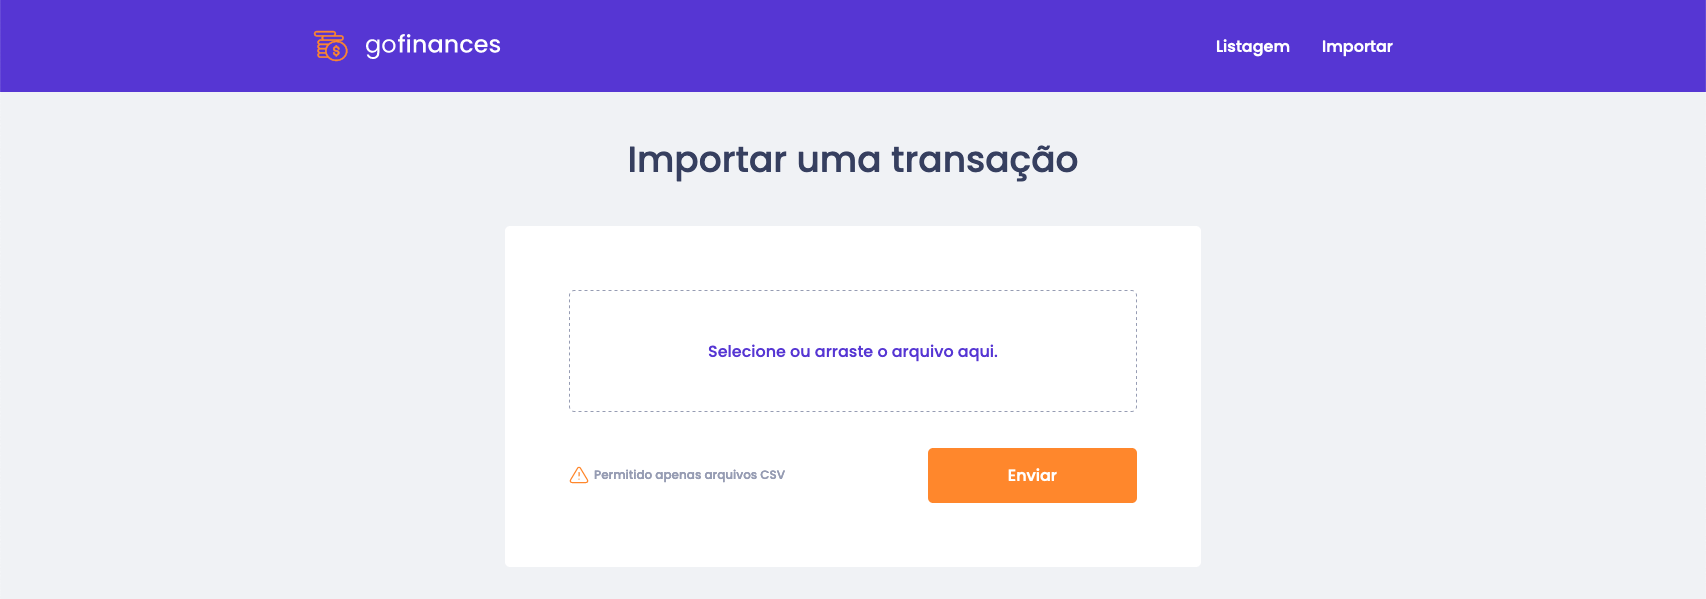 gofinances
Listagem
Importar
Importar uma transação
Selecione ou arraste o arquivo aqui.
Permitido apenas arquivos CSV
Enviar